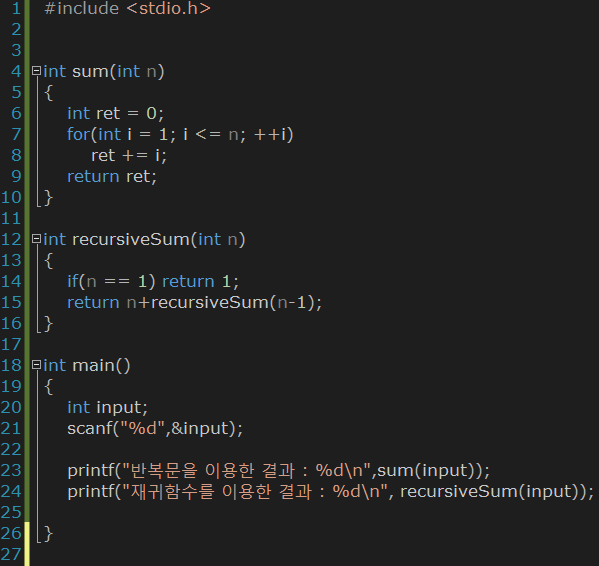 1 #include <stdio.h>
2
3
4 int sum(int n)
5 {
6 int ret = 0;
7 for(int i = 1; i <= n; ++i)
8 ret += i;
9 return ret;
10 }
11
12 int recursiveSum(int n)
13 {
14 if(n == 1) return 1;
15 return n+recursiveSum(n-1);
16 }
17
18 int main()
19 {
20 int input;
21 scanf("%d",&input);
22
23 printf("반복문을 이용한 결과 : %d\n",sum(input));
24 printf("재귀함수를 이용한 결과 : %d\n", recursiveSum(input));
25
26 }
27